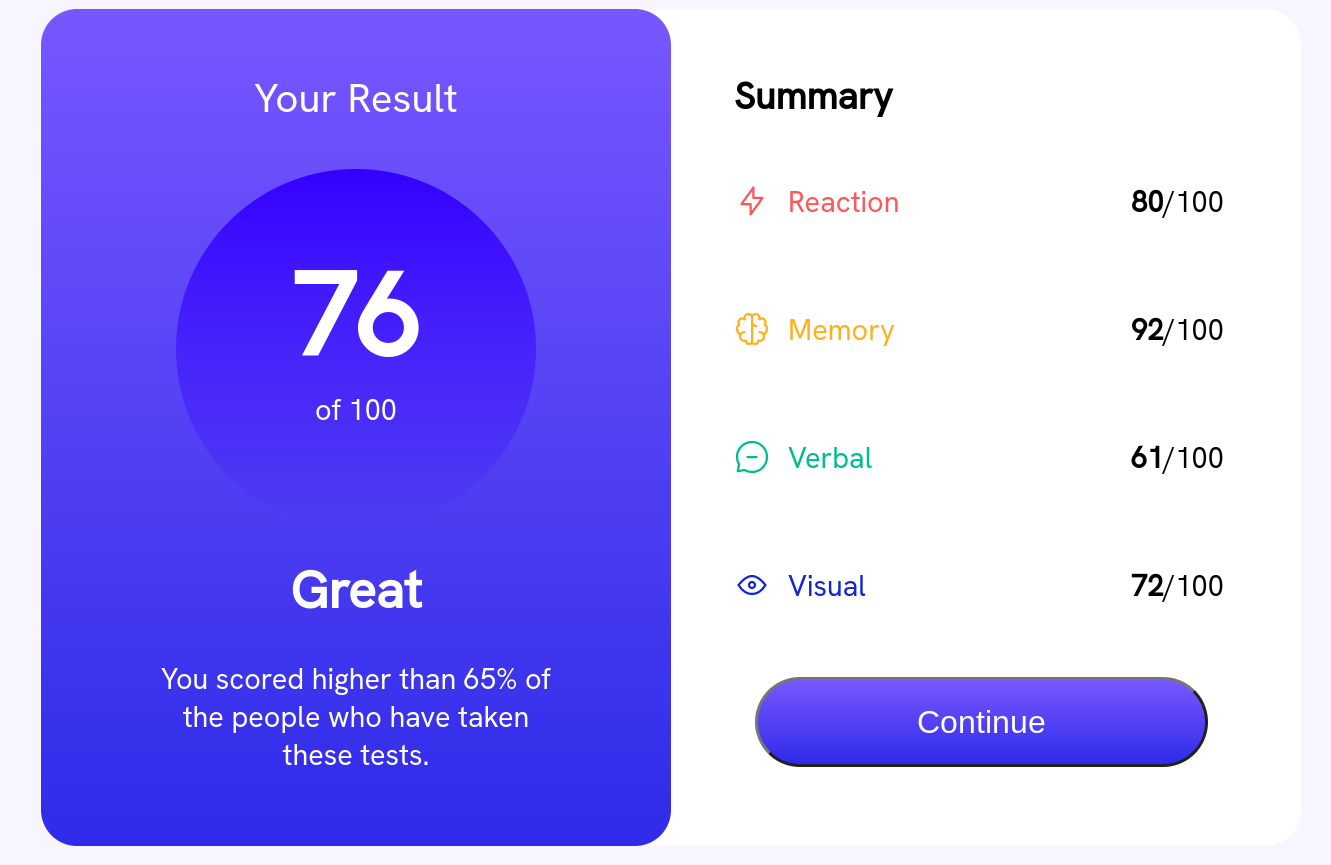 Your Result
76
of 100
Great
You scored higher than 65% of
the people who have taken
these tests.
Summary
Reaction 80/100
Memory 92/100
Verbal 61/100
Visual 72/100
Continue